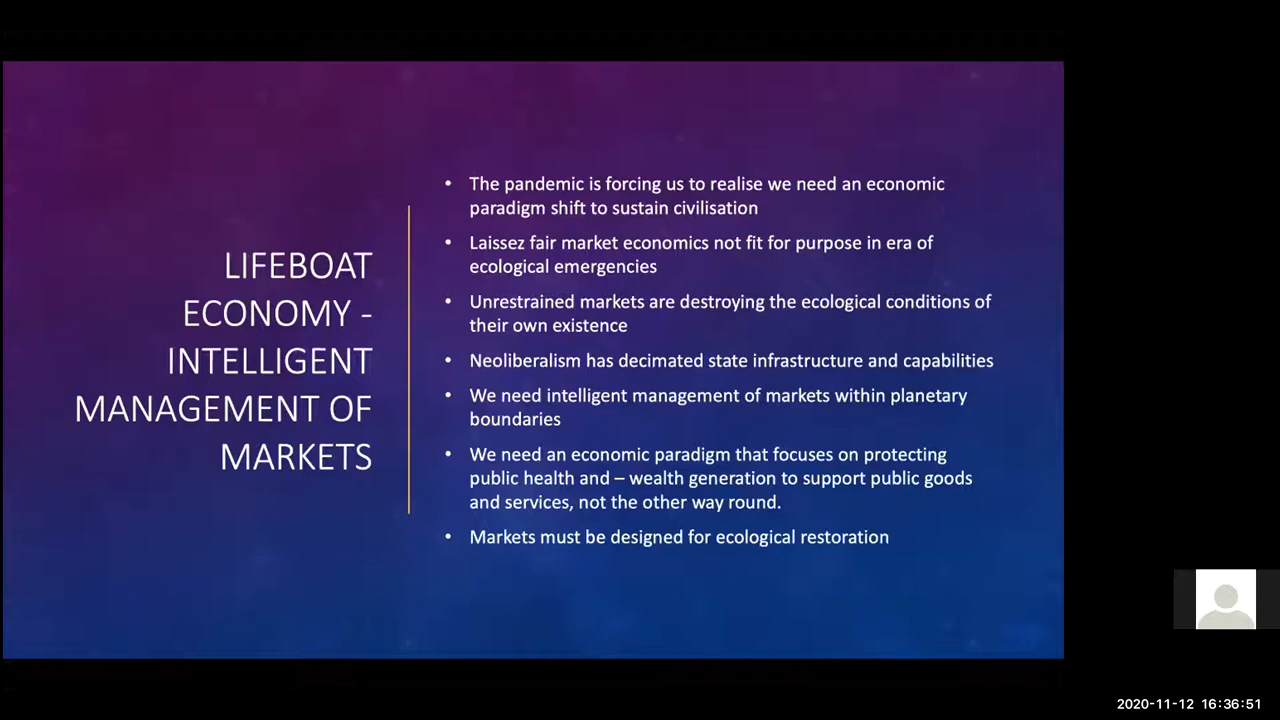 LIFEBOAT
ECONOMY -
INTELLIGENT
MANAGEMENT OF
MARKETS
• The pandemic is forcing us to realise we need an economic
paradigm shift to sustain civilisation
• Laissez fair market economics not fit for purpose in era of
ecological emergencies
• Unrestrained markets are destroying the ecological conditions of
their own existence
• Neoliberalism has decimated state infrastructure and capabilities
• We need intelligent management of markets within planetary
boundaries
• We need an economic paradigm that focuses on protecting
public health and – wealth generation to support public goods
and services, not the other way round.
• Markets must be designed for ecological restoration
2020-11-12 16:36:51